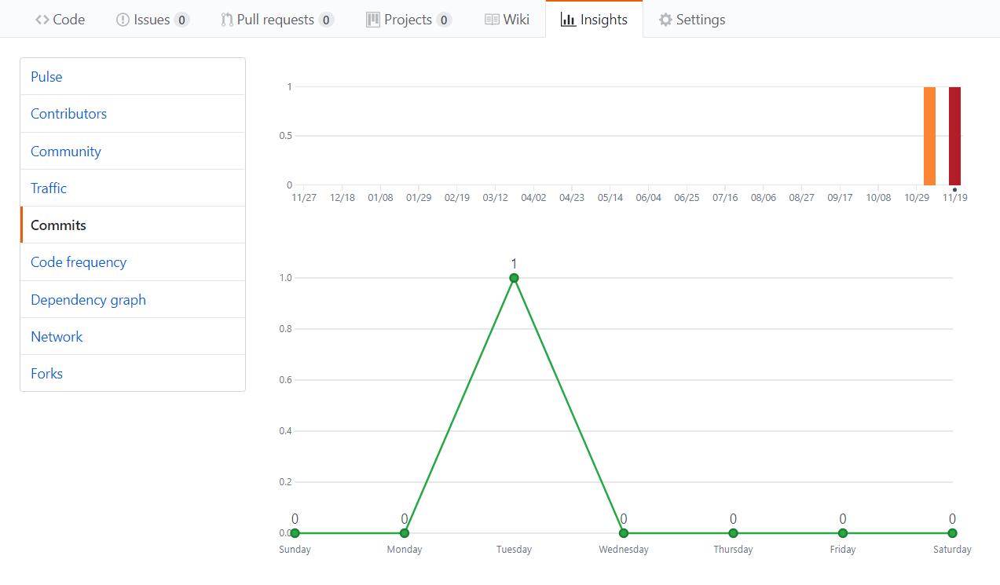 Code Issues 0 Pull requests 0 Projects 0 Wiki Insights Settings
Pulse
Contributors
Community
Traffic
Commits
Code frequency
Dependency graph
Network
Forks
1
0.5
0
11/27 12/18 01/08 01/29 02/19 03/12 04/02 04/23 05/14 06/04 06/25 07/16 08/06 08/27 09/17 10/08 10/29 11/19
1
1.0
0.8
0.6
0.4
0.2
0 0 0 0 0 0
0.0
Sunday Monday Tuesday Wednesday Thursday Friday Saturday